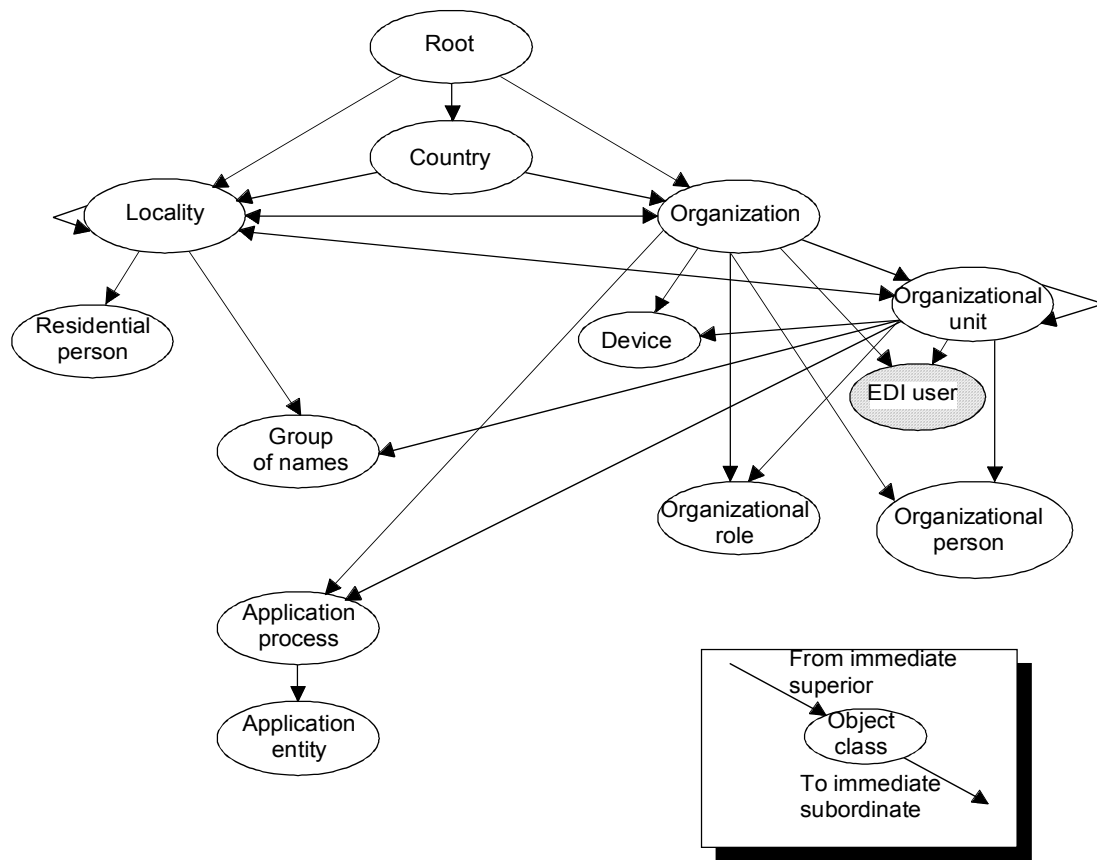 Root
Country
Locality
Organization
Organizational
unit
Residential
person
Device
EDI user
Group
of names
Organizational
role
Organizational
person
Application
process
Application
entity
From immediate
superior
Object
class
To immediate
subordinate